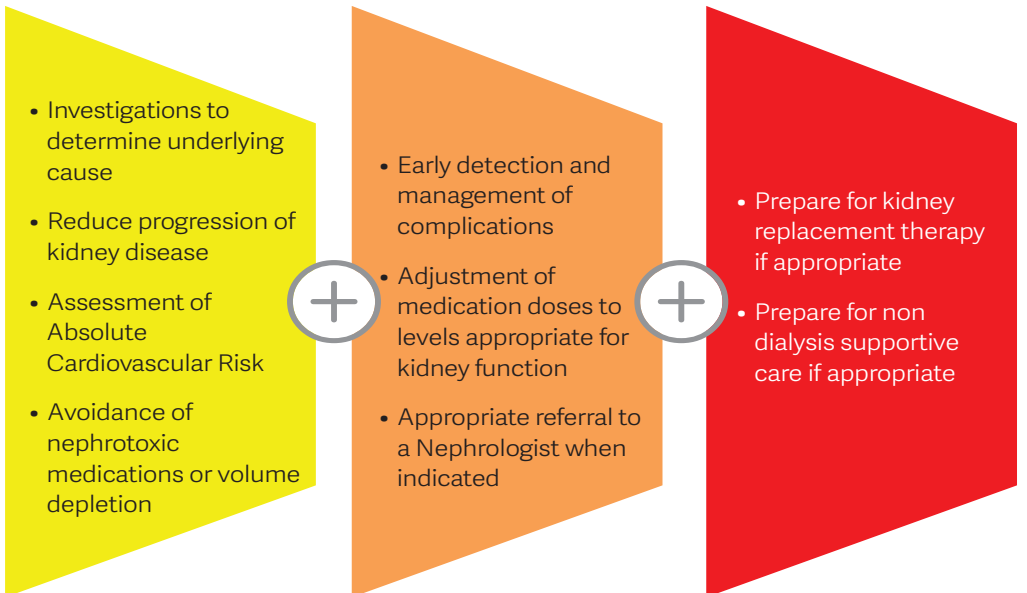 • Investigations to
determine underlying
cause
• Reduce progression of
kidney disease
• Assessment of
Absolute
Cardiovascular Risk
• Avoidance of
nephrotoxic
medications or volume
depletion
• Early detection and
management of
complications
• Adjustment of
medication doses to
levels appropriate for
kidney function
• Appropriate referral to
a Nephrologist when
indicated
• Prepare for kidney
replacement therapy
if appropriate
• Prepare for non
dialysis supportive
care if appropriate